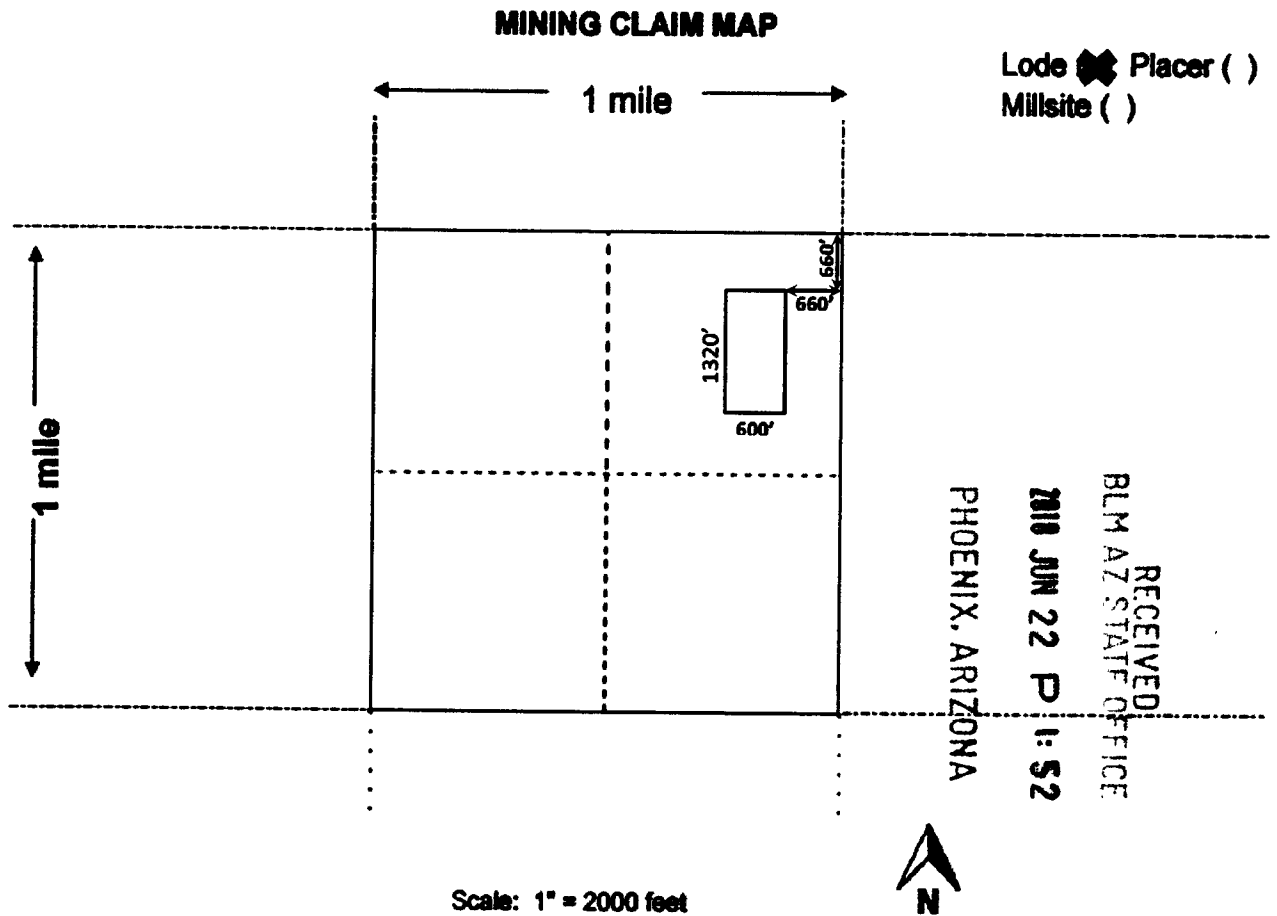 MINING CLAIM MAP
Lode Placer ( )
Millsite ( )
1 mile
660'
660'
1320'
600'
1 mile
RECEIVED
BLM AZ STATE OFFICE
JUN 22 P 1:52
PHOENIX, ARIZONA
Scale: 1" = 2000 feet
N